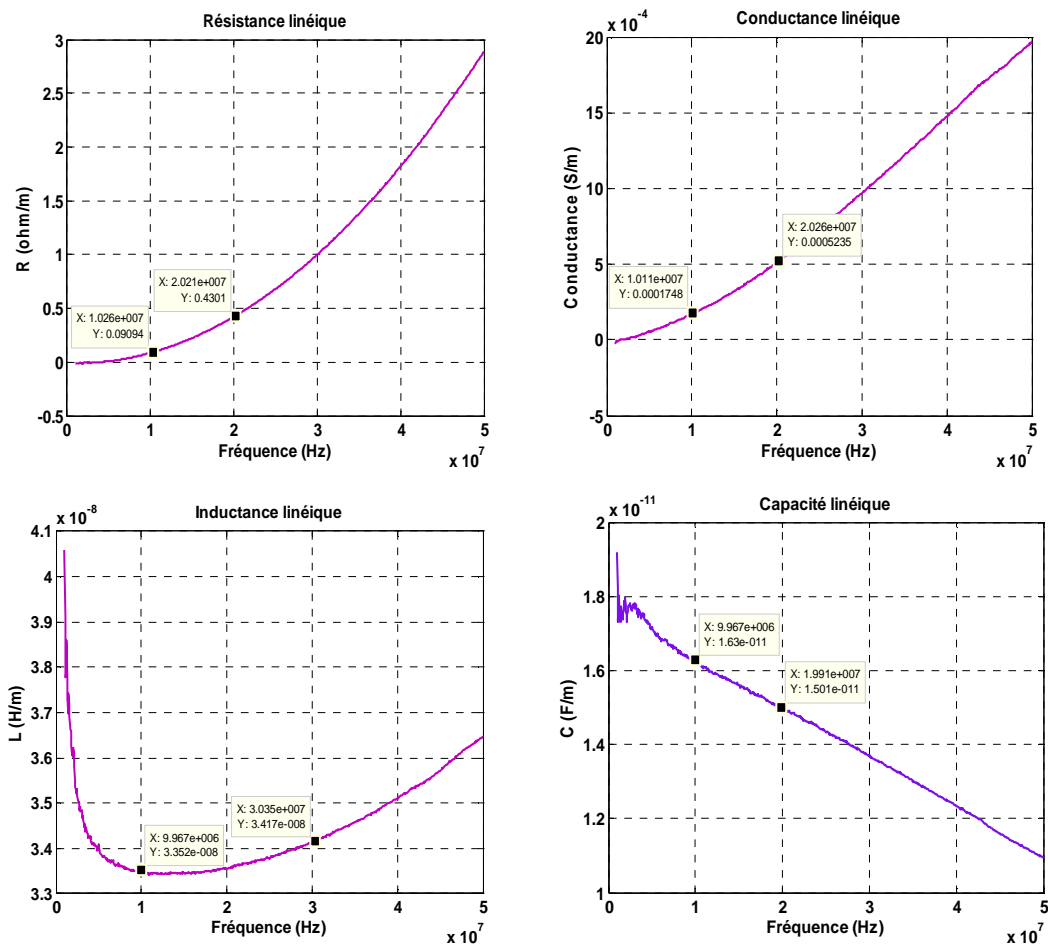 Résistance linéique
3
2.5
2
1.5
1
0.5
0
-0.5
R (ohm/m)
X: 1.026e+007
Y: 0.09094
X: 2.021e+007
Y: 0.4301
0 1 2 3 4 5
Fréquence (Hz)
x 10^7
Conductance linéique
x 10^-4
20
15
10
5
0
-5
Conductance (S/m)
X: 1.011e+007
Y: 0.0001748
X: 2.026e+007
Y: 0.0005235
0 1 2 3 4 5
Fréquence (Hz)
x 10^7
Inductance linéique
x 10^-8
4.1
4
3.9
3.8
3.7
3.6
3.5
3.4
3.3
L (H/m)
X: 9.967e+006
Y: 3.352e-008
X: 3.035e+007
Y: 3.417e-008
0 1 2 3 4 5
Fréquence (Hz)
x 10^7
Capacité linéique
x 10^-11
2
1.8
1.6
1.4
1.2
1
C (F/m)
X: 9.967e+006
Y: 1.63e-011
X: 1.991e+007
Y: 1.501e-011
0 1 2 3 4 5
Fréquence (Hz)
x 10^7